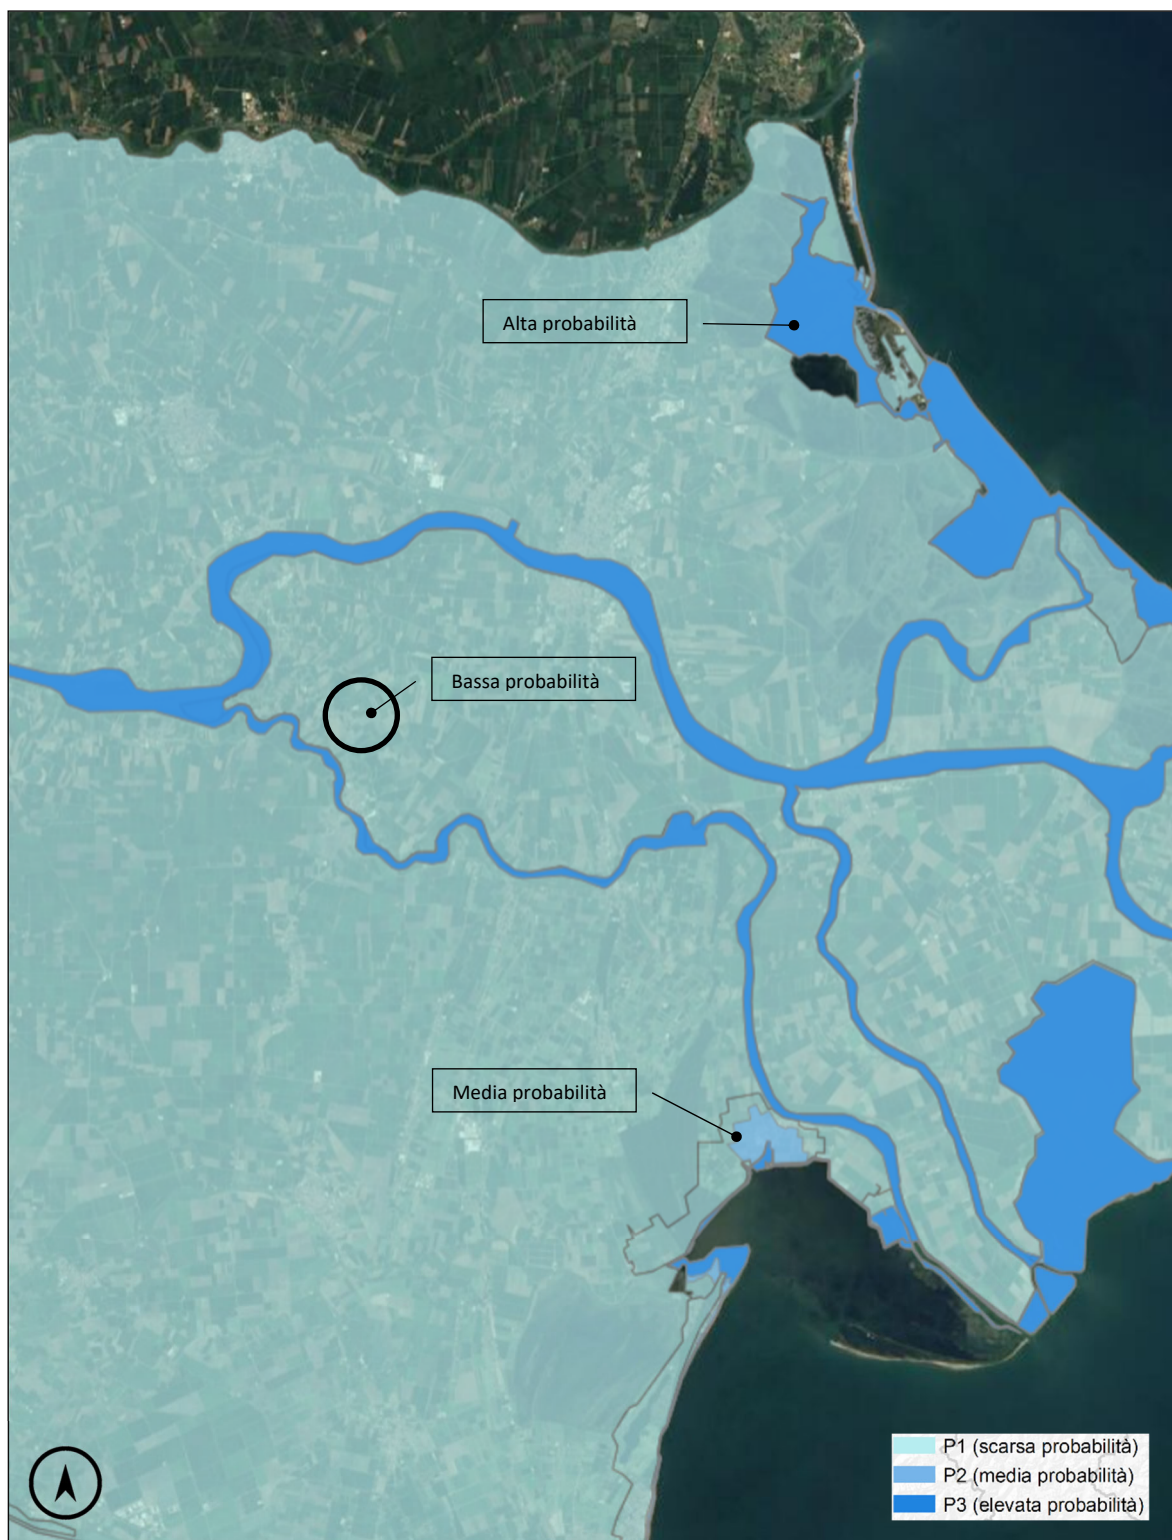 Alta probabilità
Bassa probabilità
Media probabilità
P1 (scarsa probabilità)
P2 (media probabilità)
P3 (elevata probabilità)